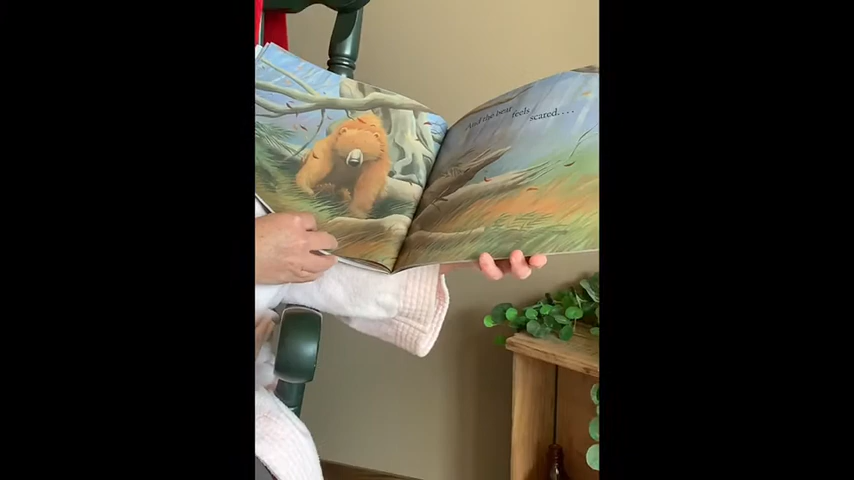 And the bear
feels
scared. . . .